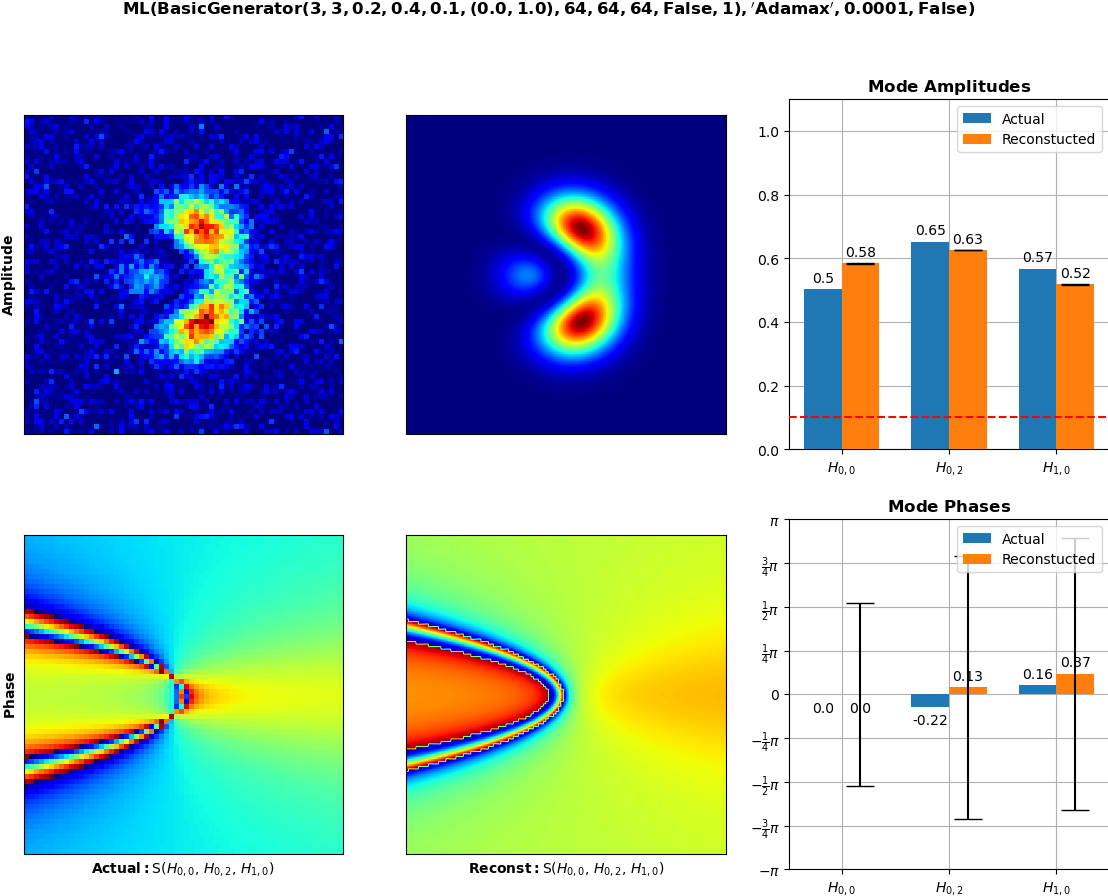 ML(BasicGenerator(3, 3, 0.2, 0.4, 0.1, (0.0, 1.0), 64, 64, 64, False, 1), ′Adamax′, 0.0001, False)
Amplitude
Mode Amplitudes
Actual
Reconstucted
1.0
0.8
0.6
0.4
0.2
0.0
0.5
0.58
0.65
0.63
0.57
0.52
H0,0
H0,2
H1,0
Phase
Actual: S(H0,0, H0,2, H1,0)
Reconst: S(H0,0, H0,2, H1,0)
Mode Phases
Actual
Reconstucted
π
3/4π
1/2π
1/4π
0
−1/4π
−1/2π
−3/4π
−π
0.0
0.0
-0.22
0.13
0.16
0.37
H0,0
H0,2
H1,0